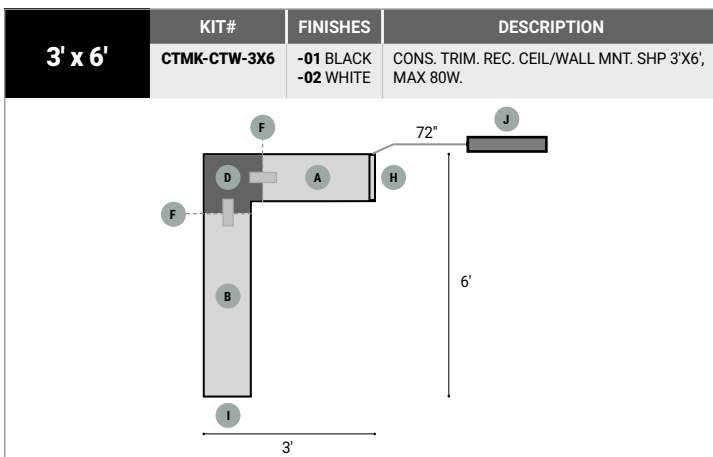 3' x 6'
KIT# FINISHES DESCRIPTION
CTMK-CTW-3X6 -01 BLACK CONS. TRIM. REC. CEIL/WALL MNT. SHP 3'X6',
-02 WHITE MAX 80W.
F
72"
J
D
A
H
F
6'
B
I
3'